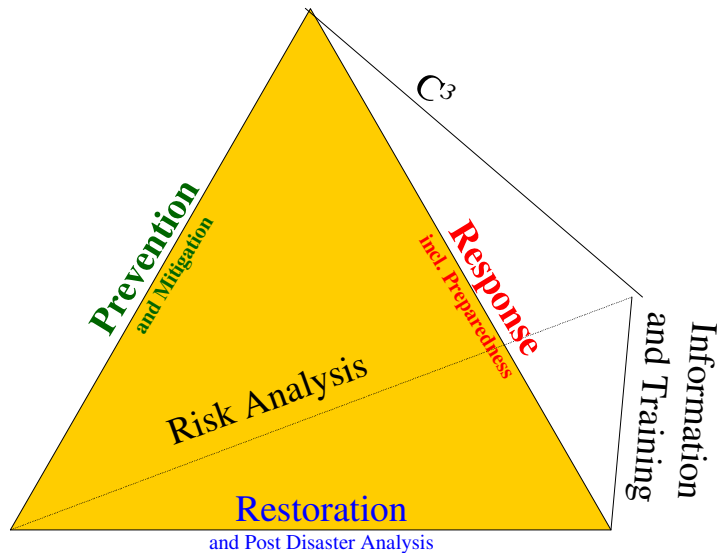 C³
Prevention
and Mitigation
Response
incl. Preparedness
Information
and Training
Risk Analysis
Restoration
and Post Disaster Analysis